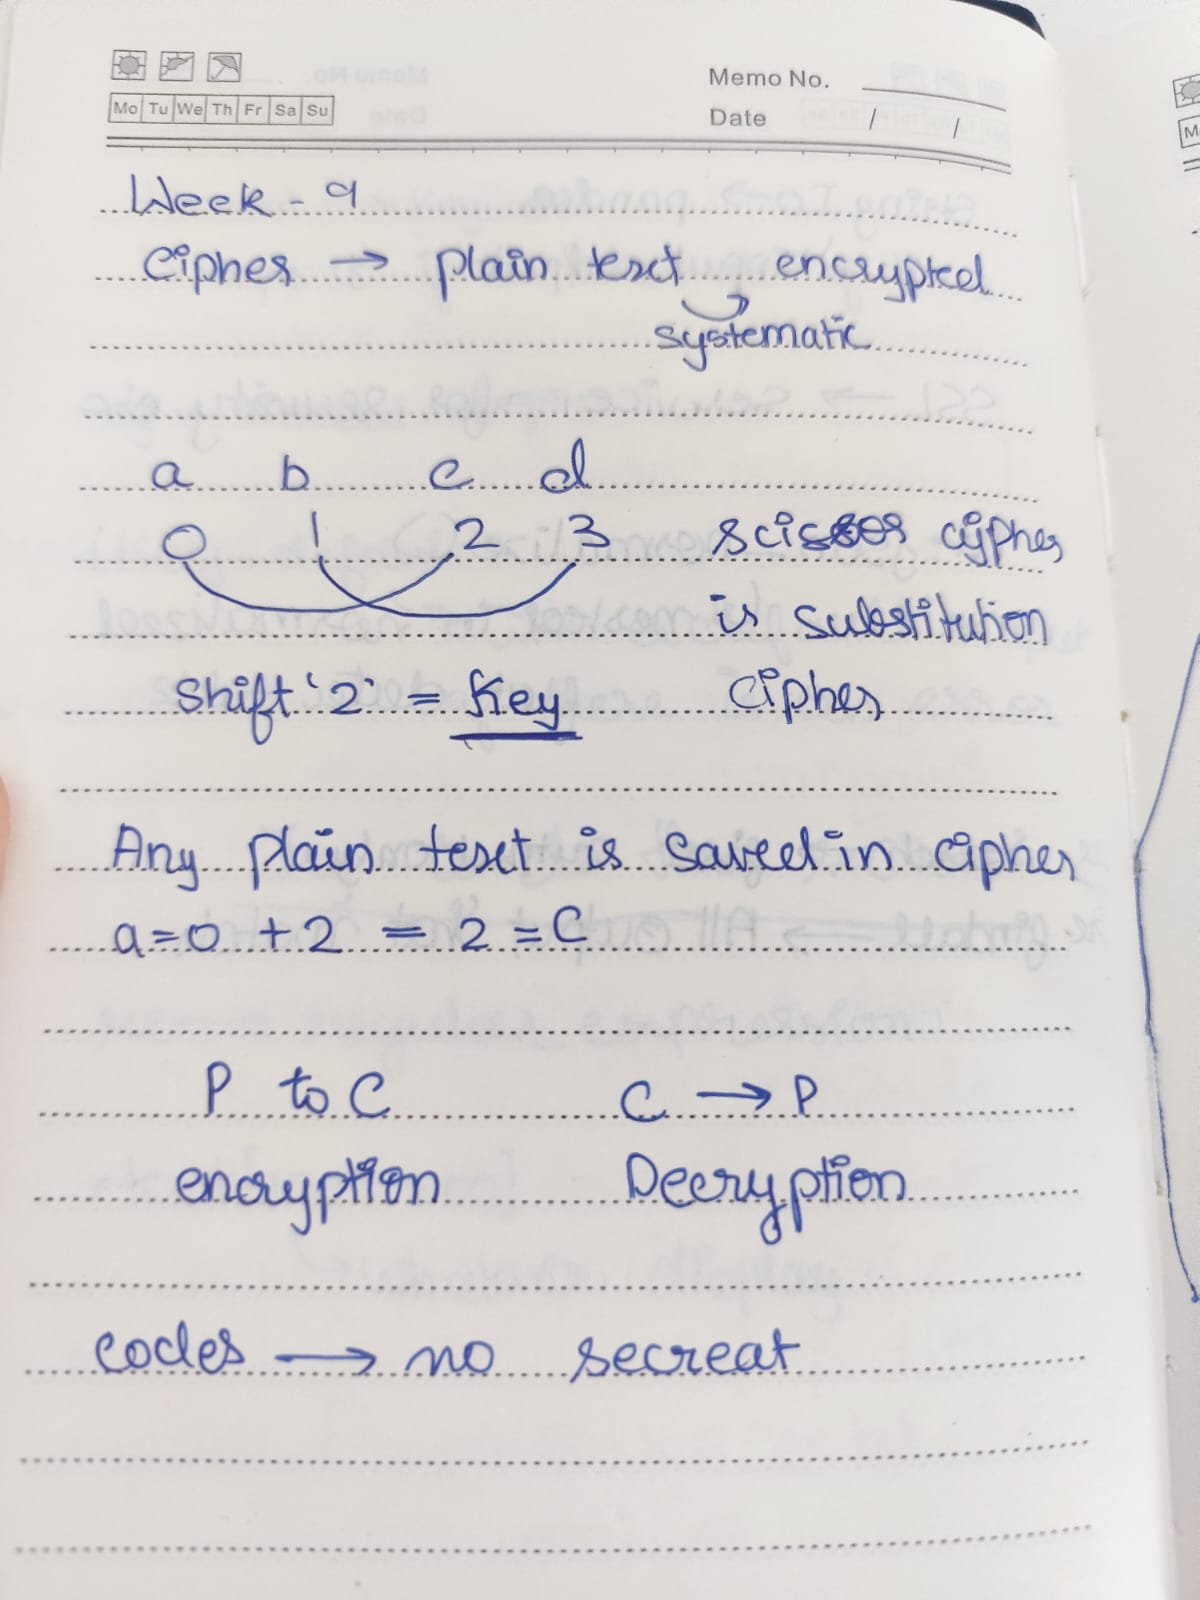 Mo Tu We Th Fr Sa Su
Memo No.
Date / /
Week - 9
Cipher → plain text encrypted
systematic
a b c d
0 1 2 3 scissor cypher
is substitution
Shift '2' = Key cipher
Any plain text is saved in cipher
a=0 +2 = 2 = C
P to C C → P
encryption Decryption
codes → no secreat